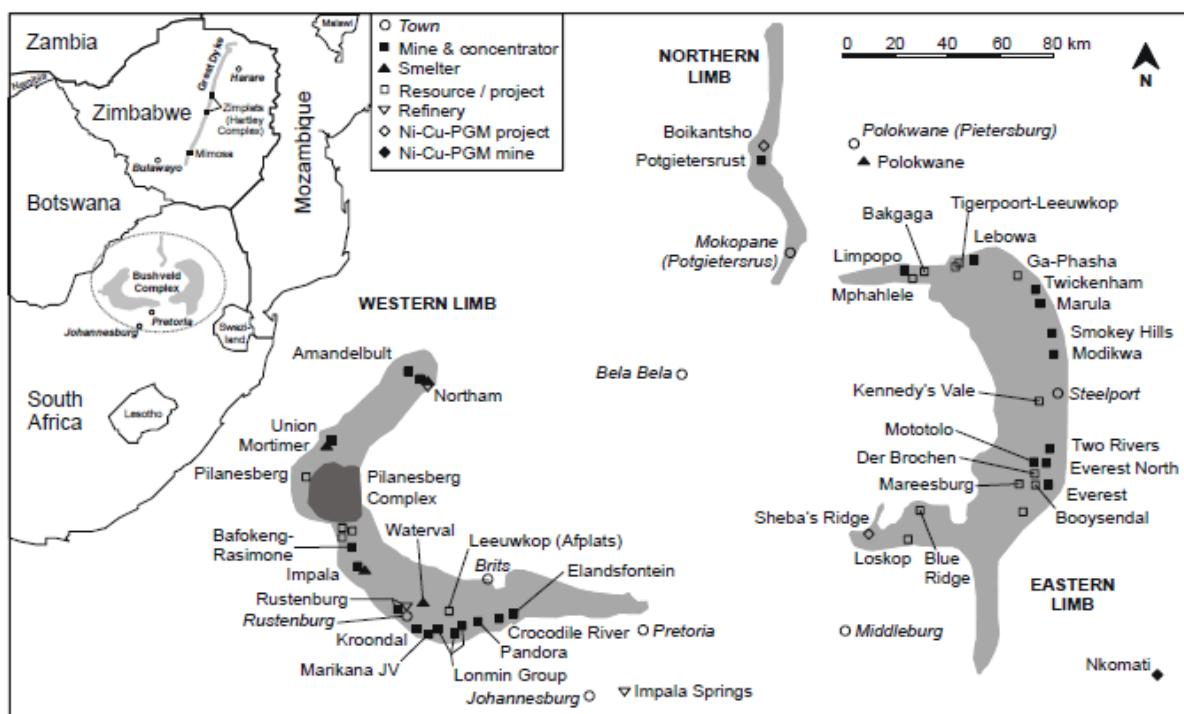 Zambia
Malawi
Namibia
Great Dyke
Harare
Zimbabwe
Zimplats
(Hartley
Complex)
Mimosa
Bulawayo
Mozambique
Botswana
Bushveld
Complex
Pretoria
Johannesburg
Swazi-
land
South
Africa
Lesotho
Town
Mine & concentrator
Smelter
Resource / project
Refinery
Ni-Cu-PGM project
Ni-Cu-PGM mine
0 20 40 60 80 km
N
NORTHERN
LIMB
Boikantsho
Potgietersrust
Mokopane
(Potgietersrus)
Polokwane (Pietersburg)
Polokwane
WESTERN LIMB
Amandelbult
Northam
Union
Mortimer
Pilanesberg
Pilanesberg
Complex
Bafokeng-
Rasimone
Waterval
Leeuwkop (Afplats)
Impala
Brits
Elandsfontein
Rustenburg
Rustenburg
Kroondal
Marikana JV
Lonmin Group
Pandora
Crocodile River
Pretoria
Johannesburg
Impala Springs
Bela Bela
Tigerpoort-Leeuwkop
Bakgaga
Lebowa
Limpopo
Mphahlele
Ga-Phasha
Twickenham
Marula
Smokey Hills
Modikwa
Kennedy's Vale
Steelport
Mototolo
Two Rivers
Der Brochen
Everest North
Mareesburg
Everest
Sheba's Ridge
Booysendal
Loskop
Blue
Ridge
EASTERN
LIMB
Middleburg
Nkomati